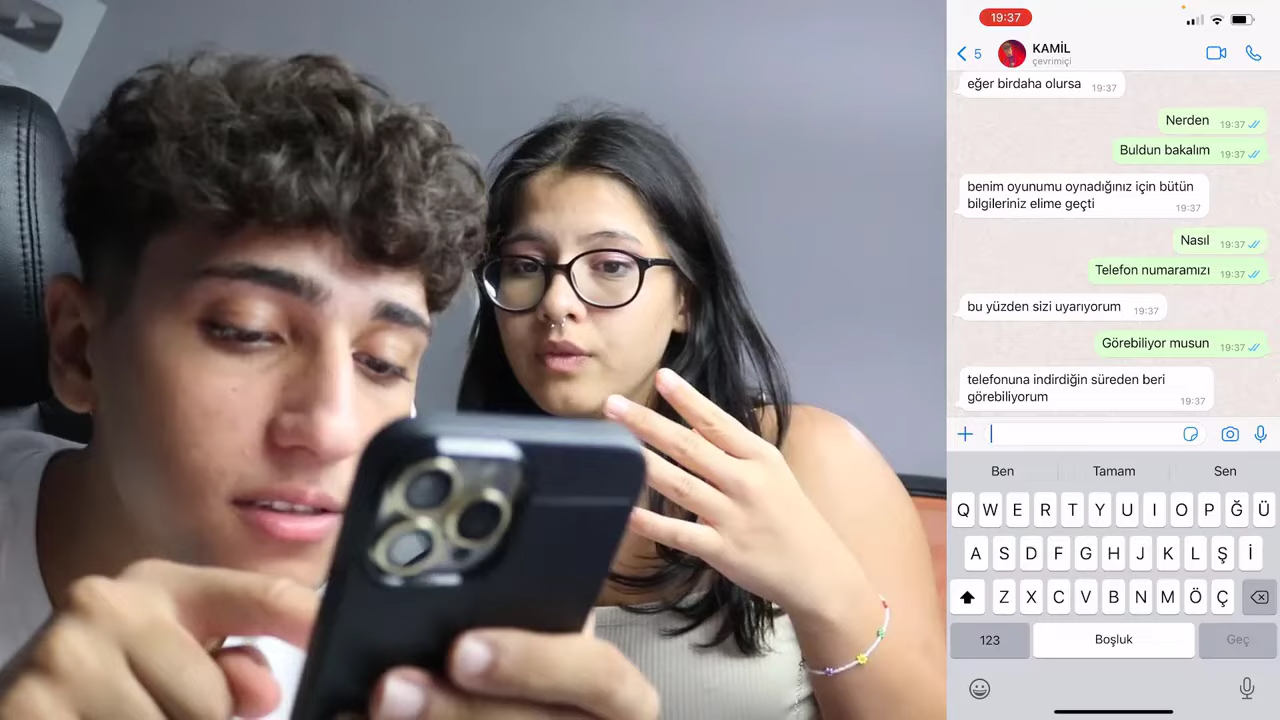 19:37
5
KAMİL
çevrimiçi
eğer birdaha olursa 19:37
Nerden 19:37
Buldun bakalım 19:37
benim oyunumu oynadığınız için bütün
bilgileriniz elime geçti 19:37
Nasıl 19:37
Telefon numaramızı 19:37
bu yüzden sizi uyarıyorum 19:37
Görebiliyor musun 19:37
telefonuna indirdiğin süreden beri
görebiliyorum 19:37
Ben Tamam Sen
Q W E R T Y U I O P Ğ Ü
A S D F G H J K L Ş İ
Z X C V B N M Ö Ç
123 Boşluk Geç